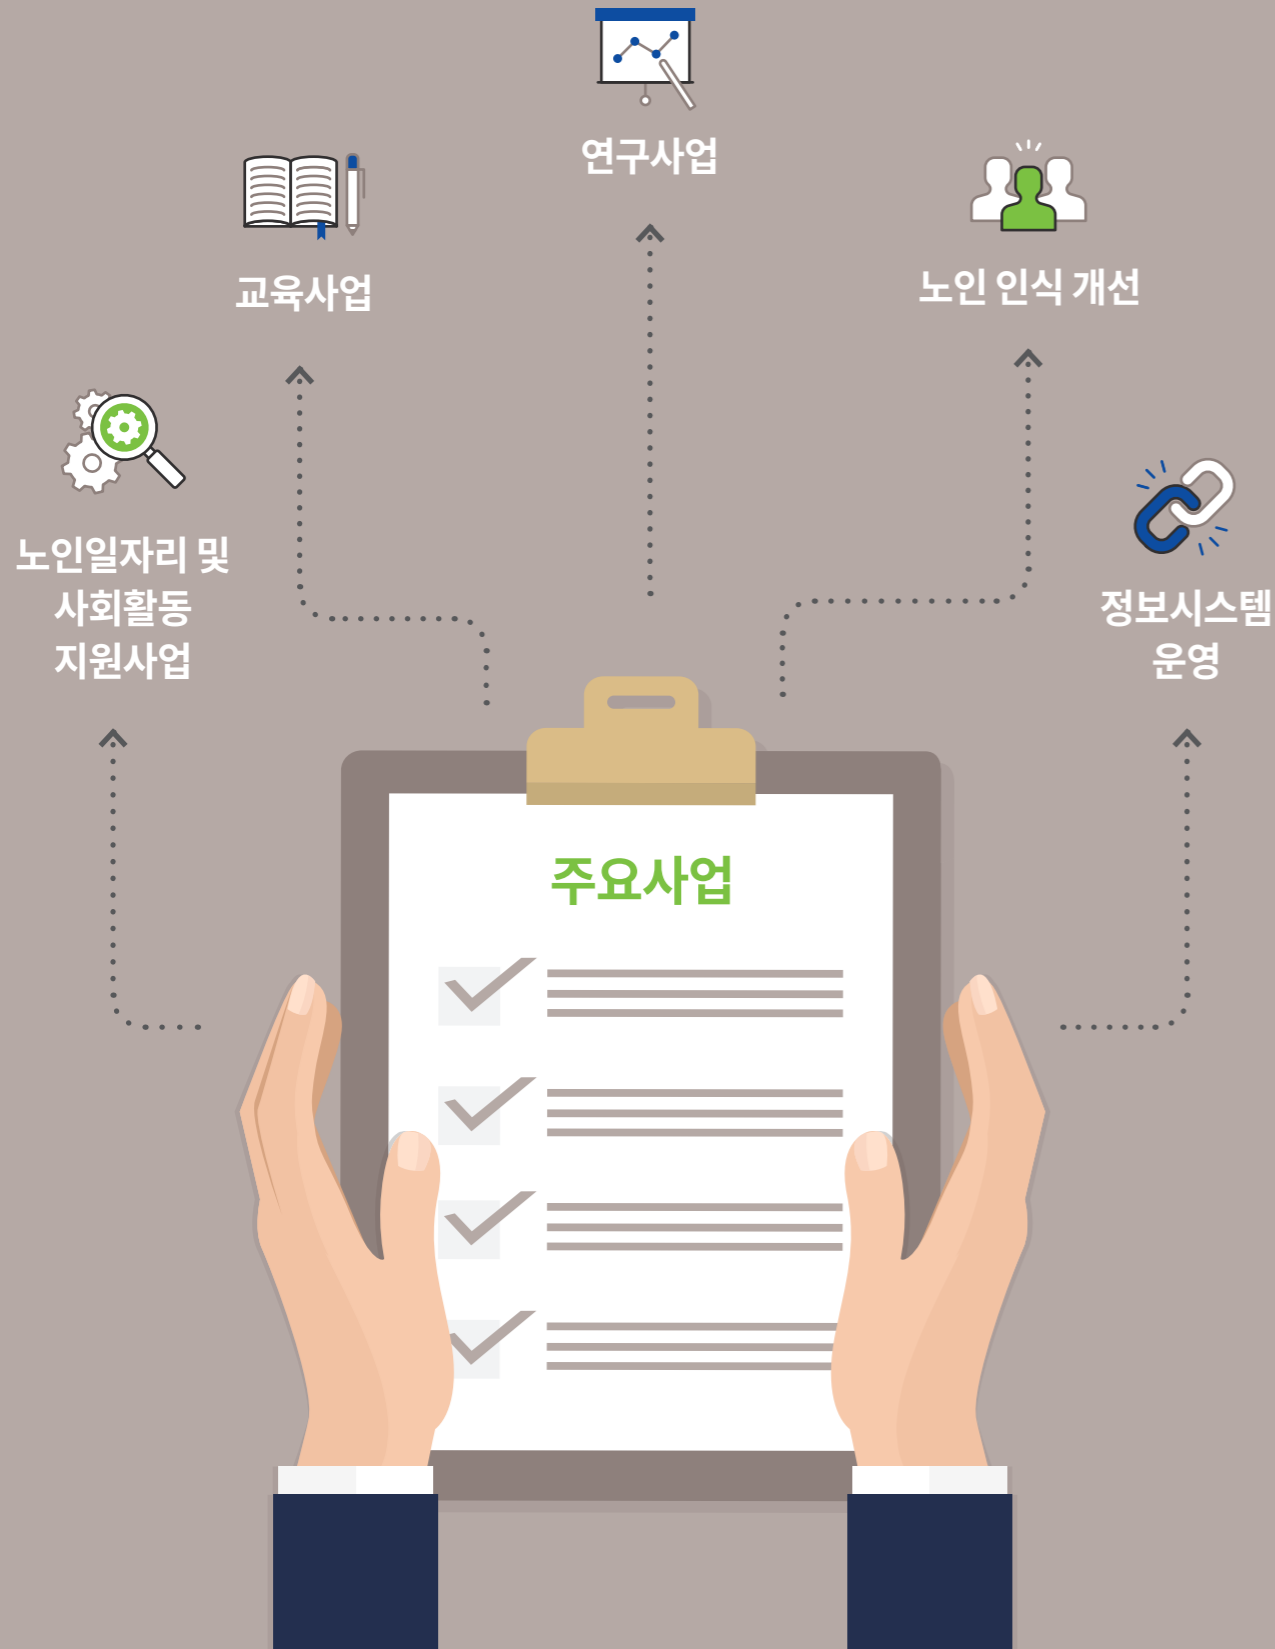 연구사업
교육사업
노인 인식 개선
노인일자리 및
사회활동
지원사업
정보시스템
운영
주요사업